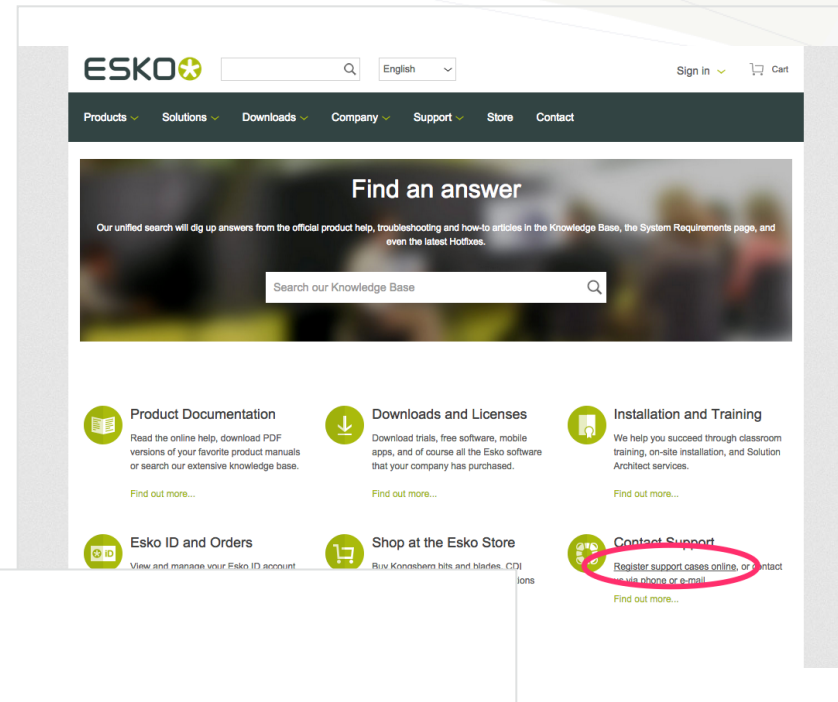 ESKO
English
Sign in
Cart
Products
Solutions
Downloads
Company
Support
Store
Contact
Find an answer
Our unified search will dig up answers from the official product help, troubleshooting and how-to articles in the Knowledge Base, the System Requirements page, and
even the latest Hotfixes.
Search our Knowledge Base
Product Documentation
Read the online help, download PDF
versions of your favorite product manuals
or search our extensive knowledge base.
Find out more...
Downloads and Licenses
Download trials, free software, mobile
apps, and of course all the Esko software
that your company has purchased.
Find out more...
Installation and Training
We help you succeed through classroom
training, on-site installation, and Solution
Architect services.
Find out more...
iD
Esko ID and Orders
View and manage your Esko ID account
Shop at the Esko Store
Buy Kongsberg bits and blades, CDI
Contact Support
Register support cases online, or contact
us via phone or e-mail
Find out more...